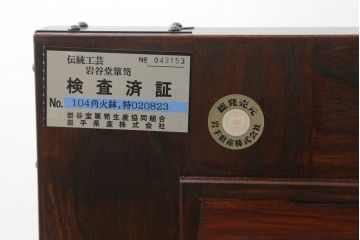 伝統工芸 № 043153
岩谷堂箪笥
検査済証
No. 104角火鉢,特020823
岩谷堂箪笥生産協同組合
岩手県産株式会社
総発売元
岩手県産株式会社